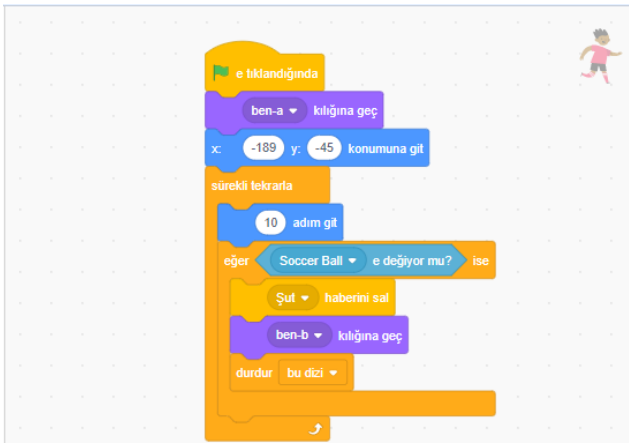 e tıklandığında
ben-a kılığına geç
x: -189 y: -45 konumuna git
sürekli tekrarla
10 adım git
eğer Soccer Ball e değiyor mu? ise
Şut haberini sal
ben-b kılığına geç
durdur bu dizi